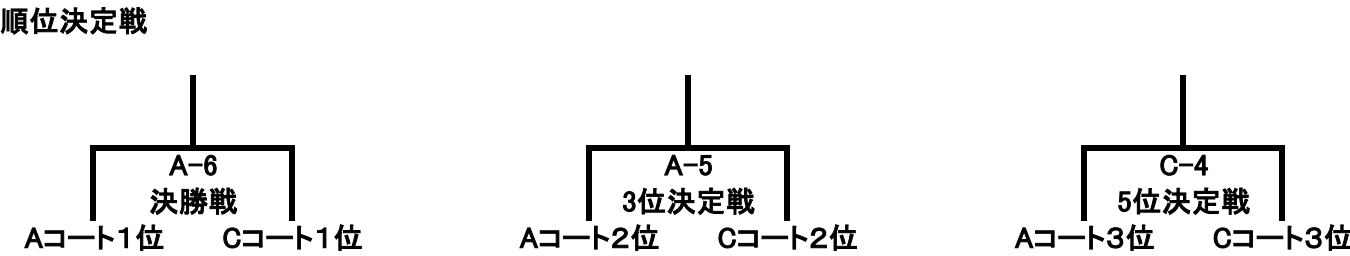 順位決定戦
A-6
決勝戦
Aコート１位 Cコート１位
A-5
3位決定戦
Aコート２位 Cコート２位
C-4
5位決定戦
Aコート３位 Cコート３位